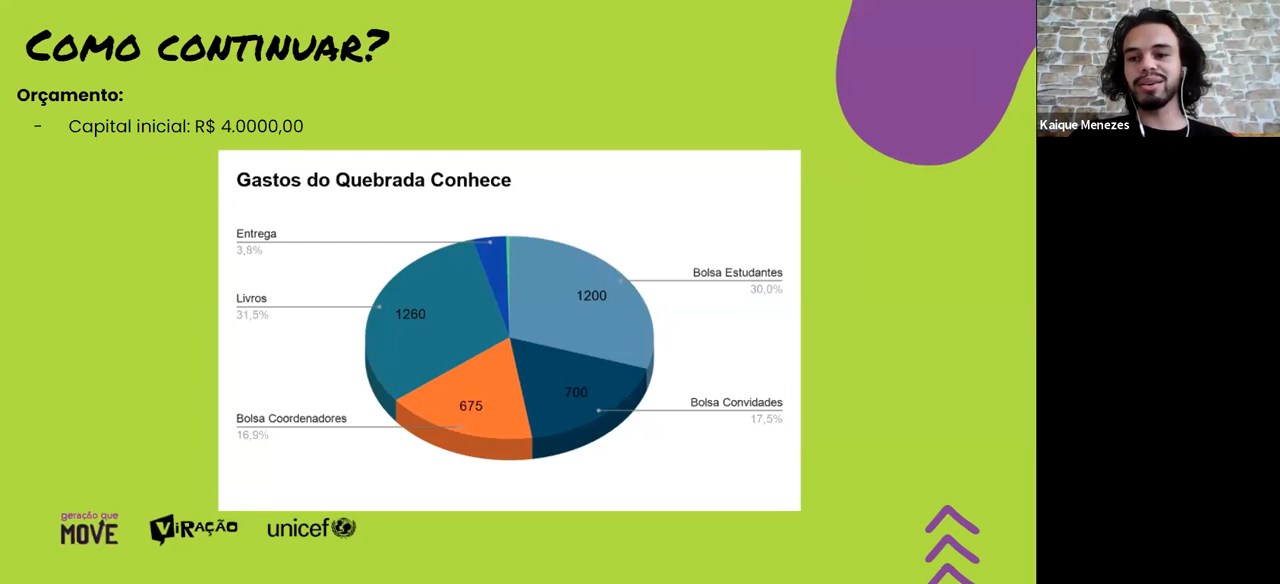 Como continuar?
Orçamento:
- Capital inicial: R$ 4.0000,00
Kaique Menezes
Gastos do Quebrada Conhece
Entrega
3,8%
Livros
31,5%
Bolsa Coordenadores
16,9%
Bolsa Estudantes
30,0%
Bolsa Convidades
17,5%
1200
1260
700
675
geração que
MOVE
ViRAÇÃO
unicef